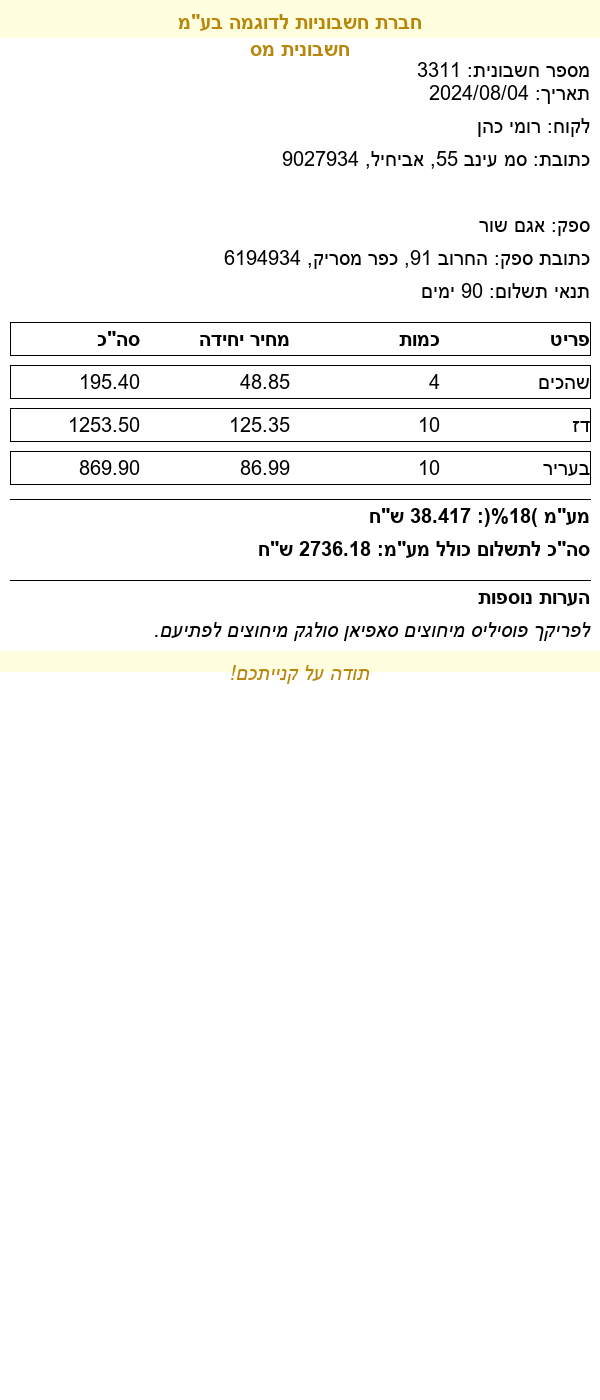 חברת חשבוניות לדוגמה בע"מ
חשבונית מס
מספר חשבונית: 3311
תאריך: 2024/08/04
לקוח: רומי כהן
כתובת: סמ עינב 55, אביחיל, 9027934
ספק: אגם שור
כתובת ספק: החרוב 91, כפר מסריק, 6194934
תנאי תשלום: 90 ימים
פריט כמות מחיר יחידה סה"כ
שהכים 4 48.85 195.40
דז 10 125.35 1253.50
בעריר 10 86.99 869.90
מע"מ )18%(: 38.417 ש"ח
סה"כ לתשלום כולל מע"מ: 2736.18 ש"ח
הערות נוספות
לפריקך פוסיליס מיחוצים סאפיאן סולגק מיחוצים לפתיעם.
תודה על קנייתכם!